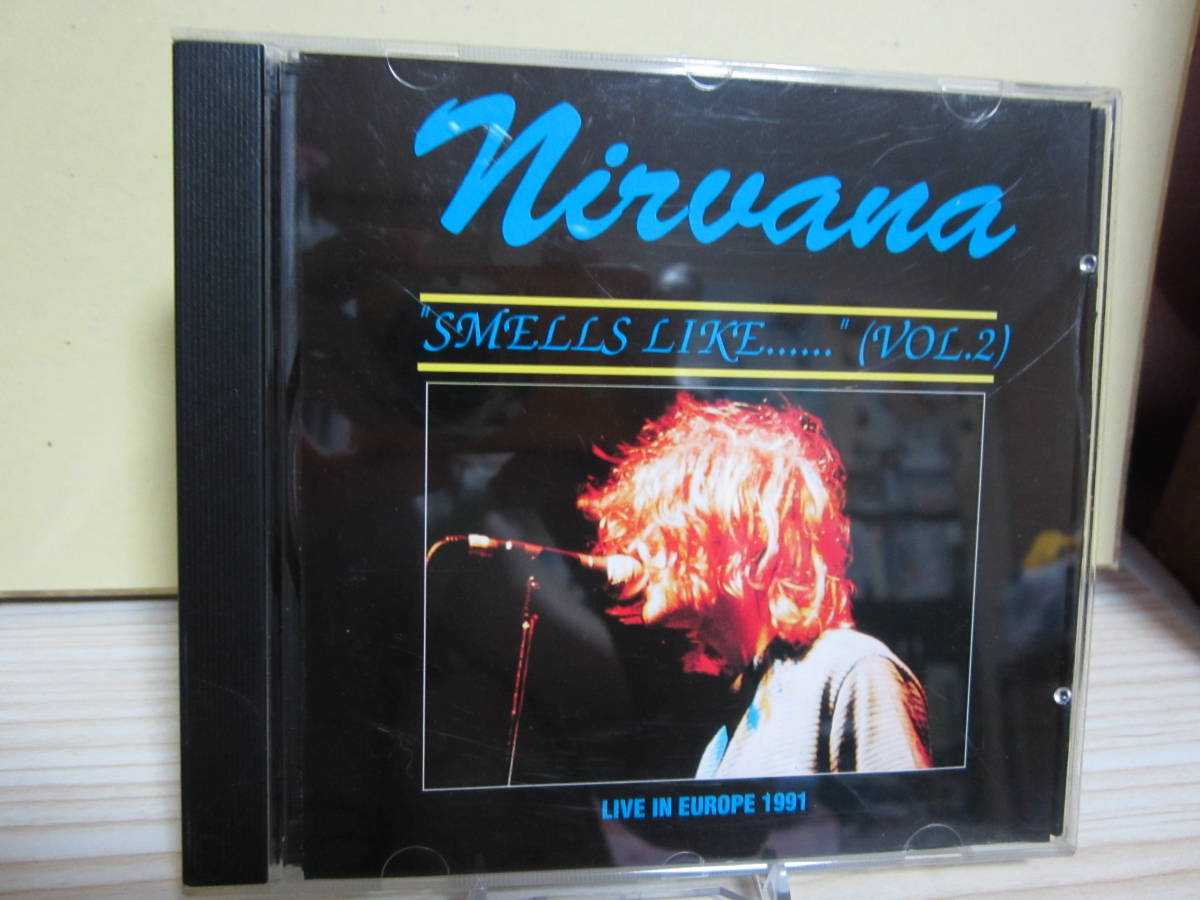 Nirvana
"SMELLS LIKE......" (VOL.2)
LIVE IN EUROPE 1991